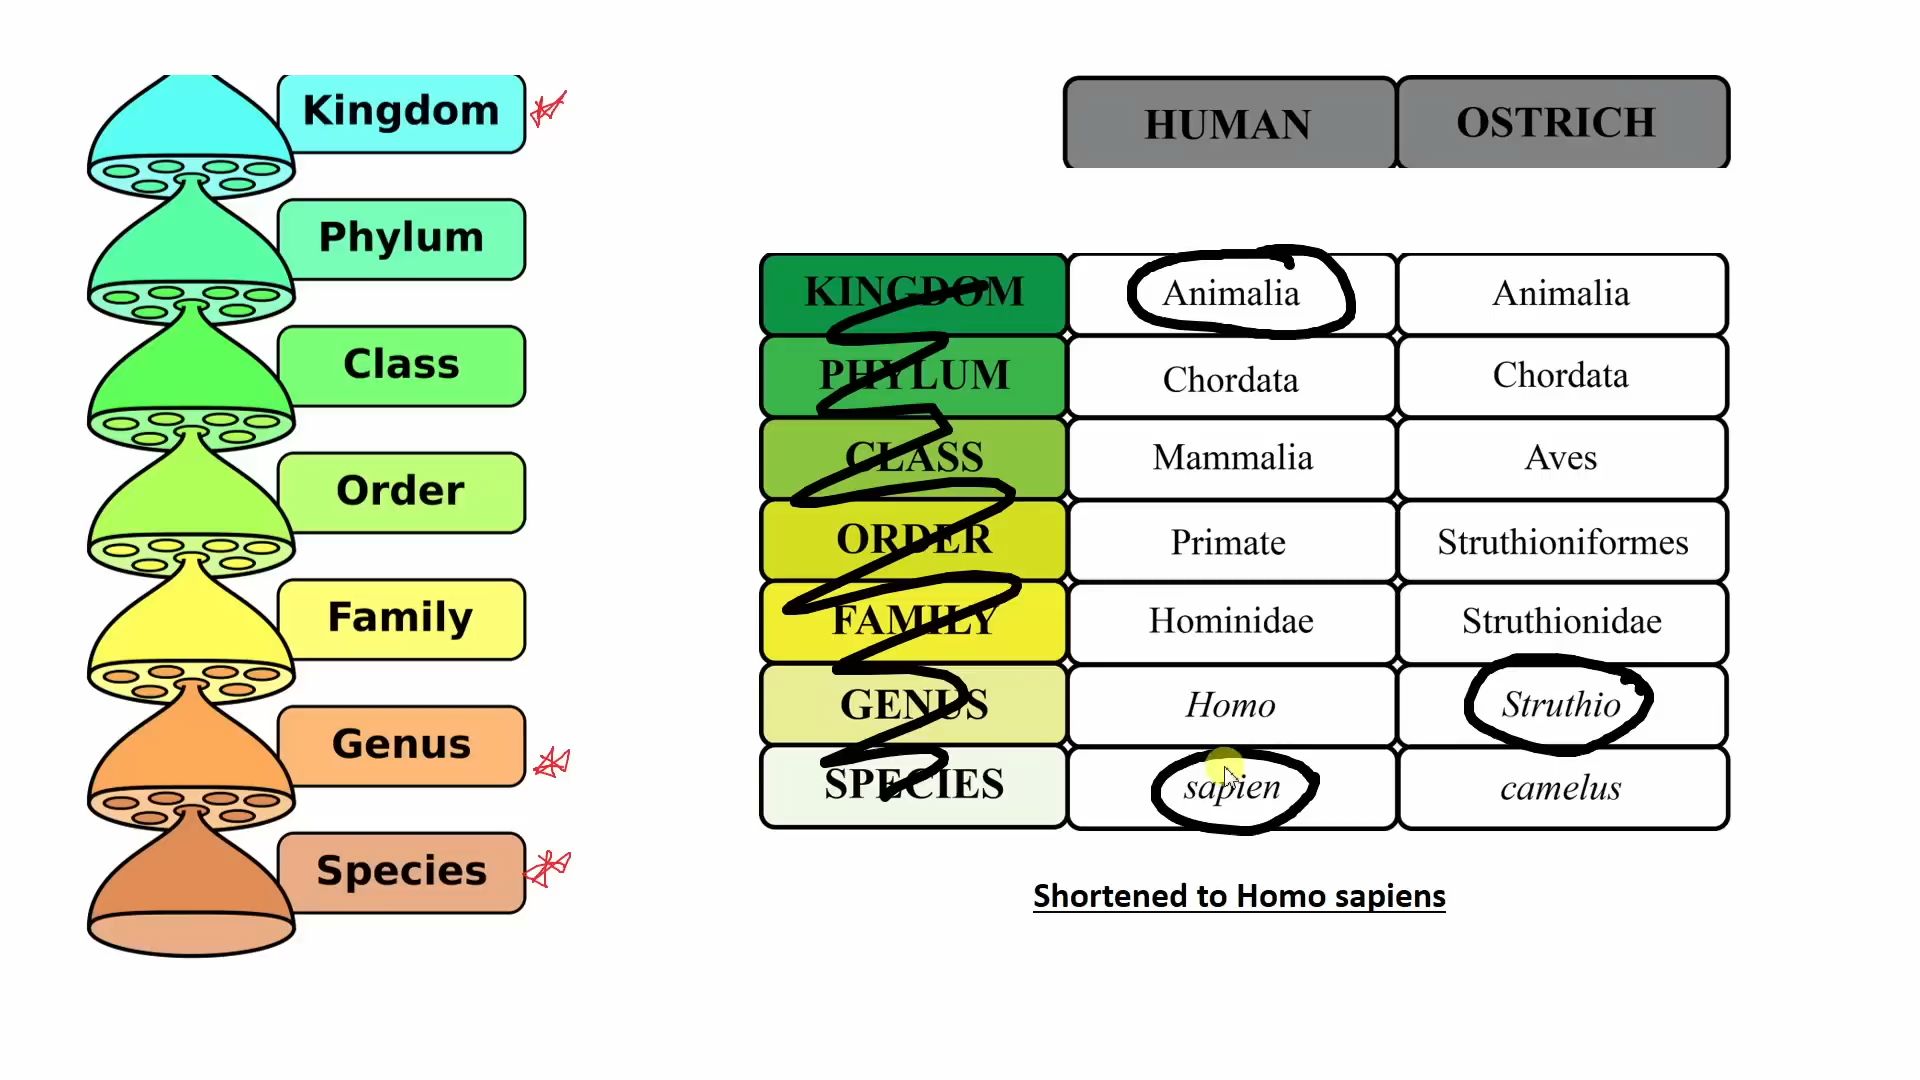 Kingdom
Phylum
Class
Order
Family
Genus
Species
HUMAN OSTRICH
KINGDOM Animalia Animalia
PHYLUM Chordata Chordata
CLASS Mammalia Aves
ORDER Primate Struthioniformes
FAMILY Hominidae Struthionidae
GENUS Homo Struthio
SPECIES sapien camelus
Shortened to Homo sapiens